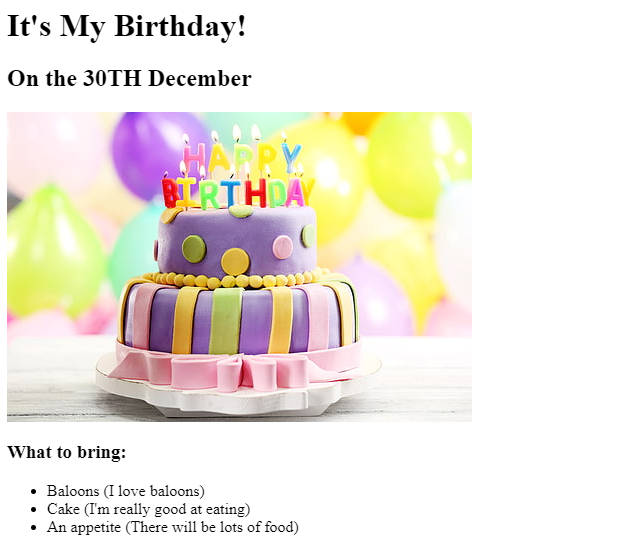 It's My Birthday!
On the 30TH December
HAPPY
BIRTHDAY
What to bring:
Baloons (I love baloons)
Cake (I'm really good at eating)
An appetite (There will be lots of food)